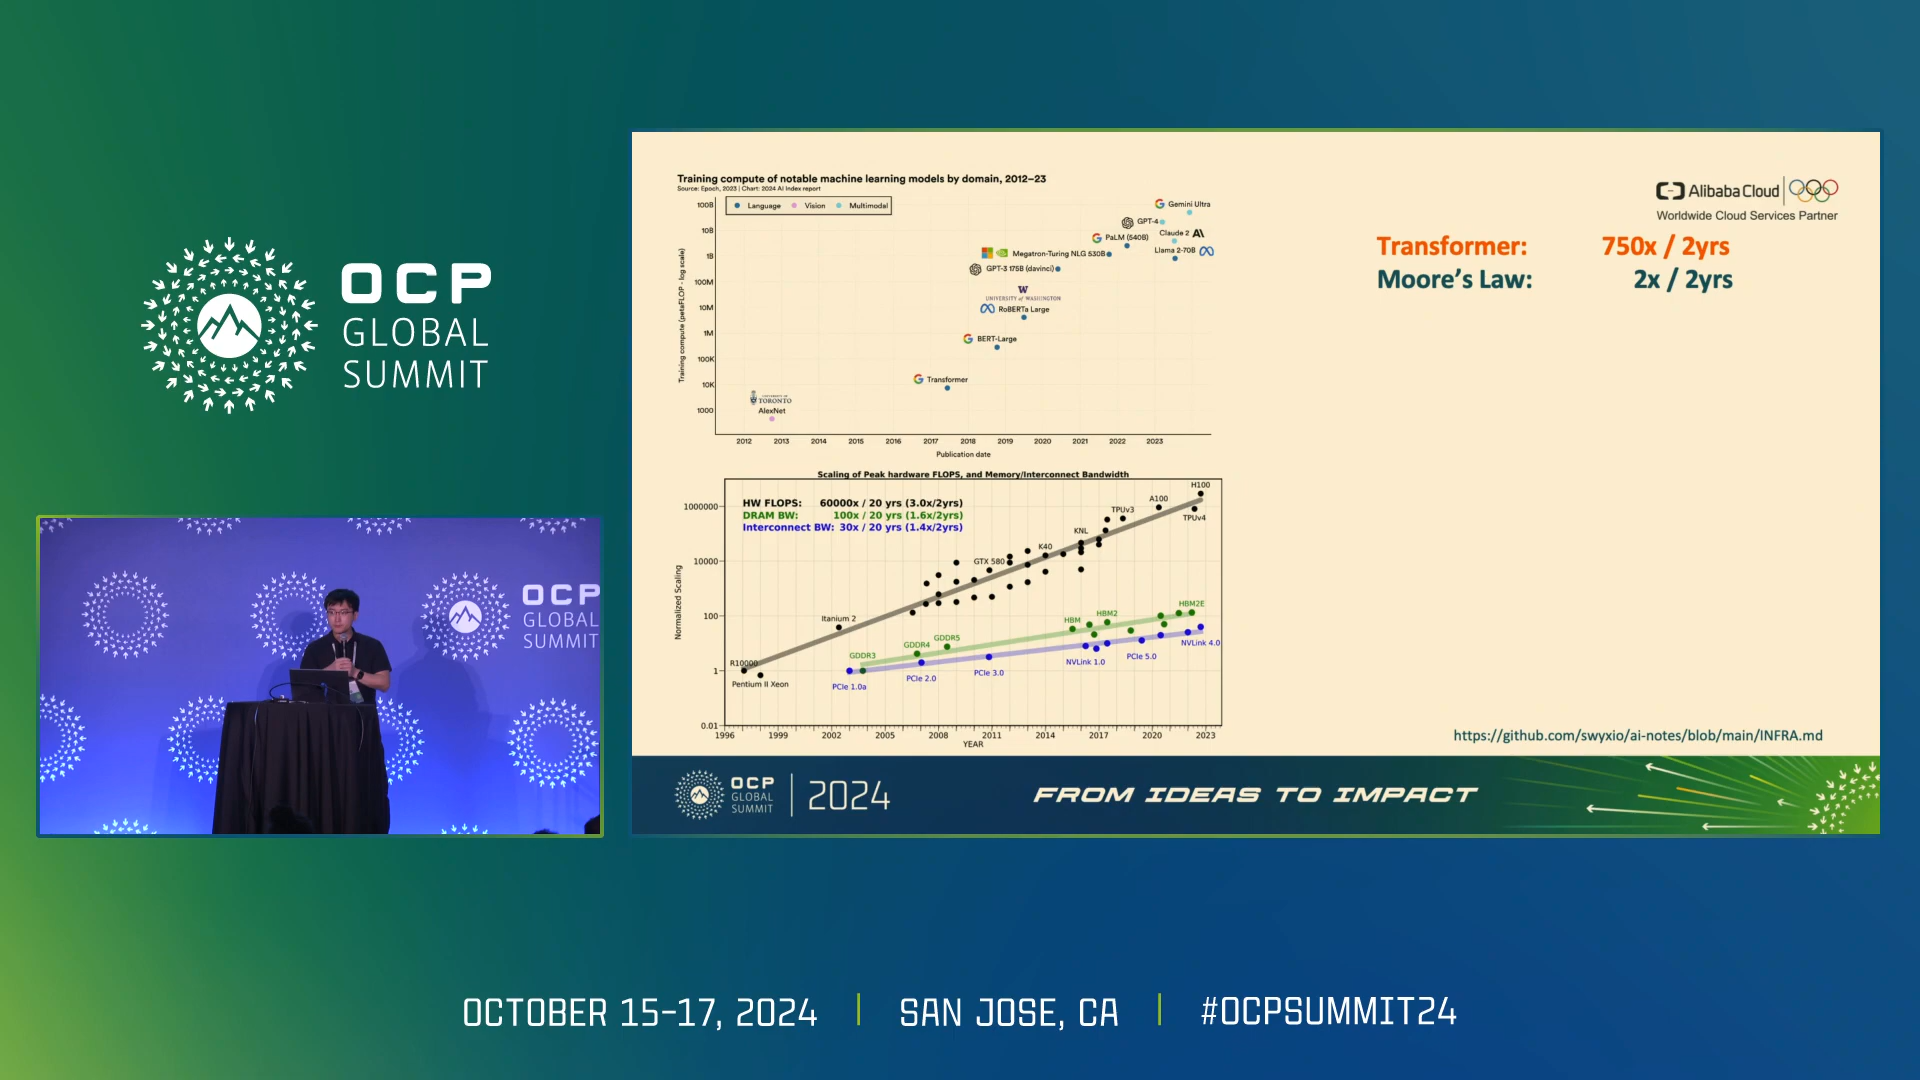 OCP
GLOBAL
SUMMIT
OCP
GLOBAL
SUMMIT
Training compute of notable machine learning models by domain, 2012–23
Source: Epoch, 2023 | Chart: 2024 AI Index report
Language
Vision
Multimodal
Training compute (petaFLOP - log scale)
100B
10B
1B
100M
10M
1M
100K
10K
1000
Gemini Ultra
GPT-4
Claude 2
PaLM (540B)
Llama 2-70B
Megatron-Turing NLG 530B
GPT-3 175B (davinci)
W
UNIVERSITY of WASHINGTON
RoBERTa Large
BERT-Large
Transformer
UNIVERSITY OF
TORONTO
AlexNet
2012 2013 2014 2015 2016 2017 2018 2019 2020 2021 2022 2023
Publication date
Scaling of Peak hardware FLOPS, and Memory/Interconnect Bandwidth
HW FLOPS: 60000x / 20 yrs (3.0x/2yrs)
DRAM BW: 100x / 20 yrs (1.6x/2yrs)
Interconnect BW: 30x / 20 yrs (1.4x/2yrs)
Normalized Scaling
1000000
10000
100
1
0.01
H100
A100
TPUv3
TPUv4
KNL
K40
GTX 580
Itanium 2
R10000
Pentium II Xeon
HBM2E
HBM2
HBM
GDDR5
GDDR4
GDDR3
NVLink 4.0
PCIe 5.0
NVLink 1.0
PCIe 3.0
PCIe 2.0
PCIe 1.0a
1996 1999 2002 2005 2008 2011 2014 2017 2020 2023
YEAR
Alibaba Cloud
Worldwide Cloud Services Partner
Transformer: 750x / 2yrs
Moore's Law: 2x / 2yrs
https://github.com/swyxio/ai-notes/blob/main/INFRA.md
OCP
GLOBAL
SUMMIT
2024
FROM IDEAS TO IMPACT
OCTOBER 15-17, 2024
SAN JOSE, CA
#OCPSUMMIT24